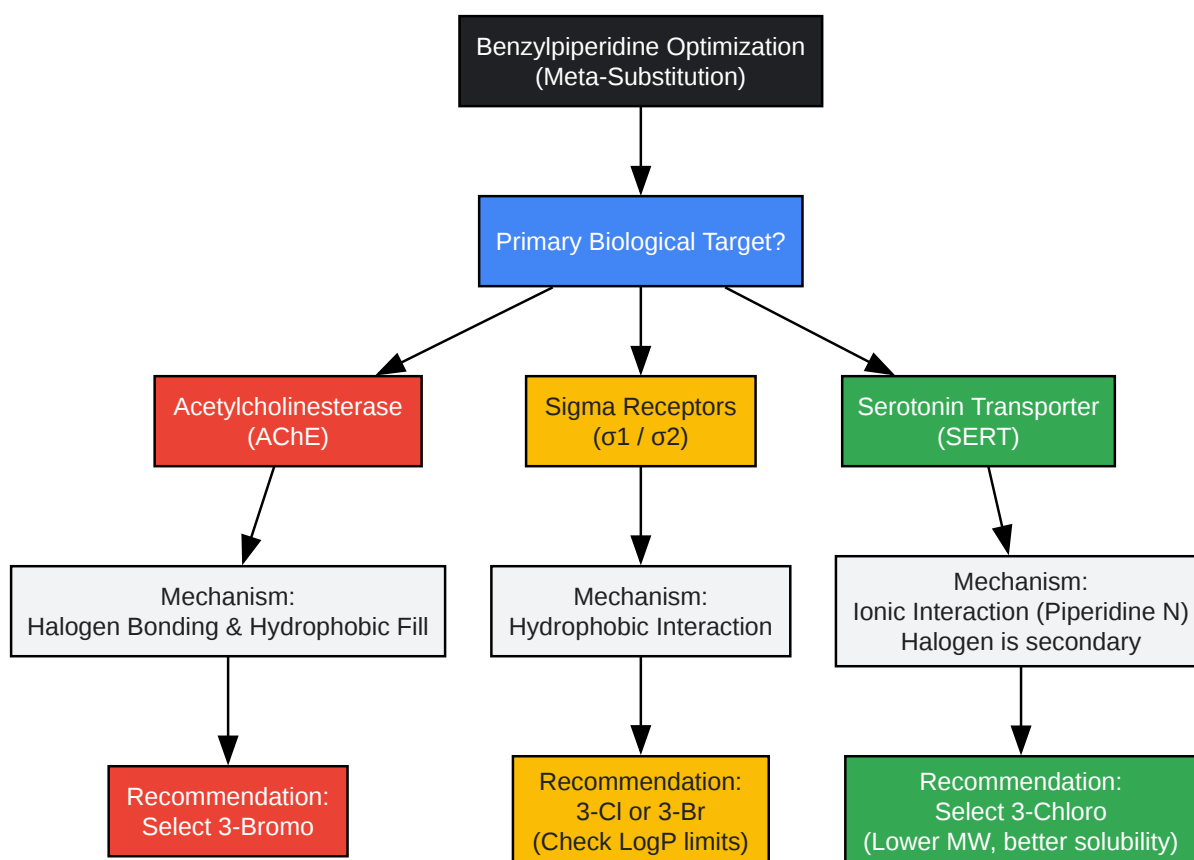 Benzylpiperidine Optimization
(Meta-Substitution)
Primary Biological Target?
Acetylcholinesterase
(AChE)
Sigma Receptors
(σ1 / σ2)
Serotonin Transporter
(SERT)
Mechanism:
Halogen Bonding & Hydrophobic Fill
Mechanism:
Hydrophobic Interaction
Mechanism:
Ionic Interaction (Piperidine N)
Halogen is secondary
Recommendation:
Select 3-Bromo
Recommendation:
3-Cl or 3-Br
(Check LogP limits)
Recommendation:
Select 3-Chloro
(Lower MW, better solubility)